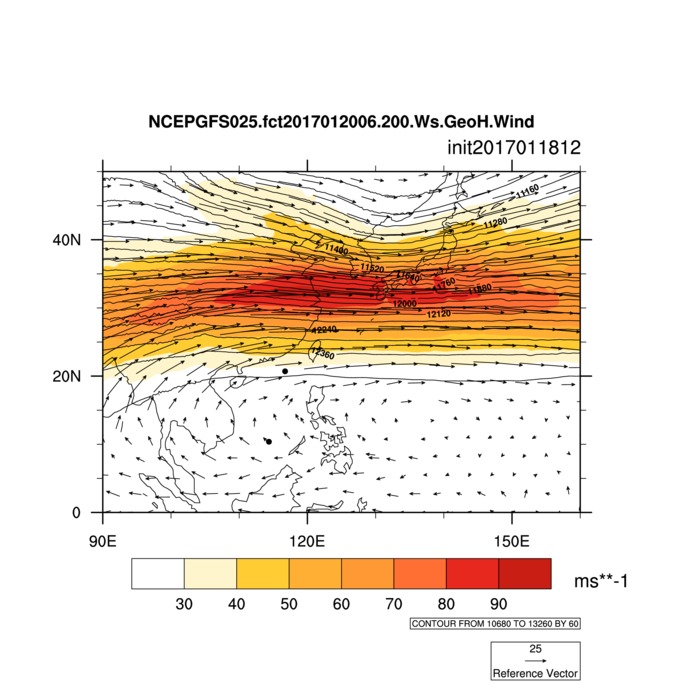 NCEPGFS025.fct2017012006.200.Ws.GeoH.Wind
init2017011812
11160
11280
40N
11400
11520
11640
11760
11880
12000
12120
12240
12360
20N
0
90E 120E 150E
ms**-1
30 40 50 60 70 80 90
CONTOUR FROM 10680 TO 13260 BY 60
25
Reference Vector